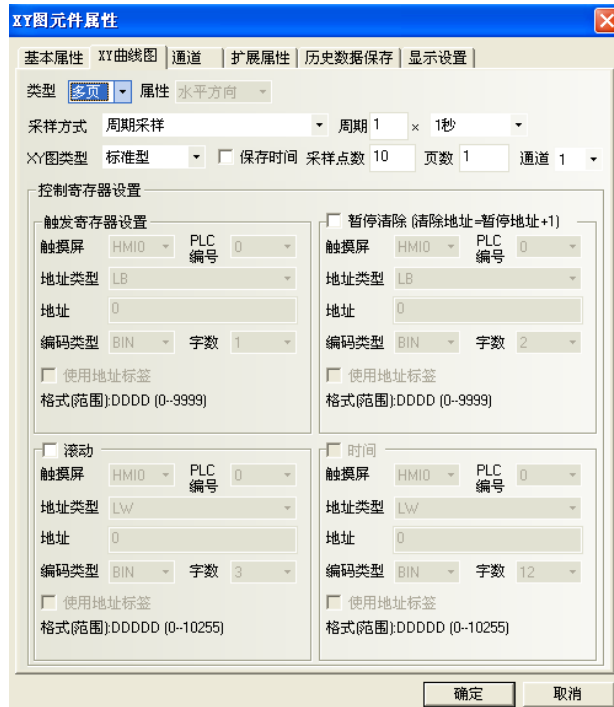 XY图元件属性
基本属性 XY曲线图 通道 扩展属性 历史数据保存 显示设置
类型 多页 属性 水平方向
采样方式 周期采样 周期 1 × 1秒
XY图类型 标准型 保存时间 采样点数 10 页数 1 通道 1
控制寄存器设置
触发寄存器设置 暂停清除 (清除地址=暂停地址+1)
触摸屏 HMI0 PLC编号 0 触摸屏 HMI0 PLC编号 0
地址类型 LB 地址类型 LB
地址 0 地址 0
编码类型 BIN 字数 1 编码类型 BIN 字数 2
使用地址标签 使用地址标签
格式(范围):DDDD (0--9999) 格式(范围):DDDD (0--9999)
滚动 时间
触摸屏 HMI0 PLC编号 0 触摸屏 HMI0 PLC编号 0
地址类型 LW 地址类型 LW
地址 0 地址 0
编码类型 BIN 字数 3 编码类型 BIN 字数 12
使用地址标签 使用地址标签
格式(范围):DDDDD (0--10255) 格式(范围):DDDDD (0--10255)
确定 取消